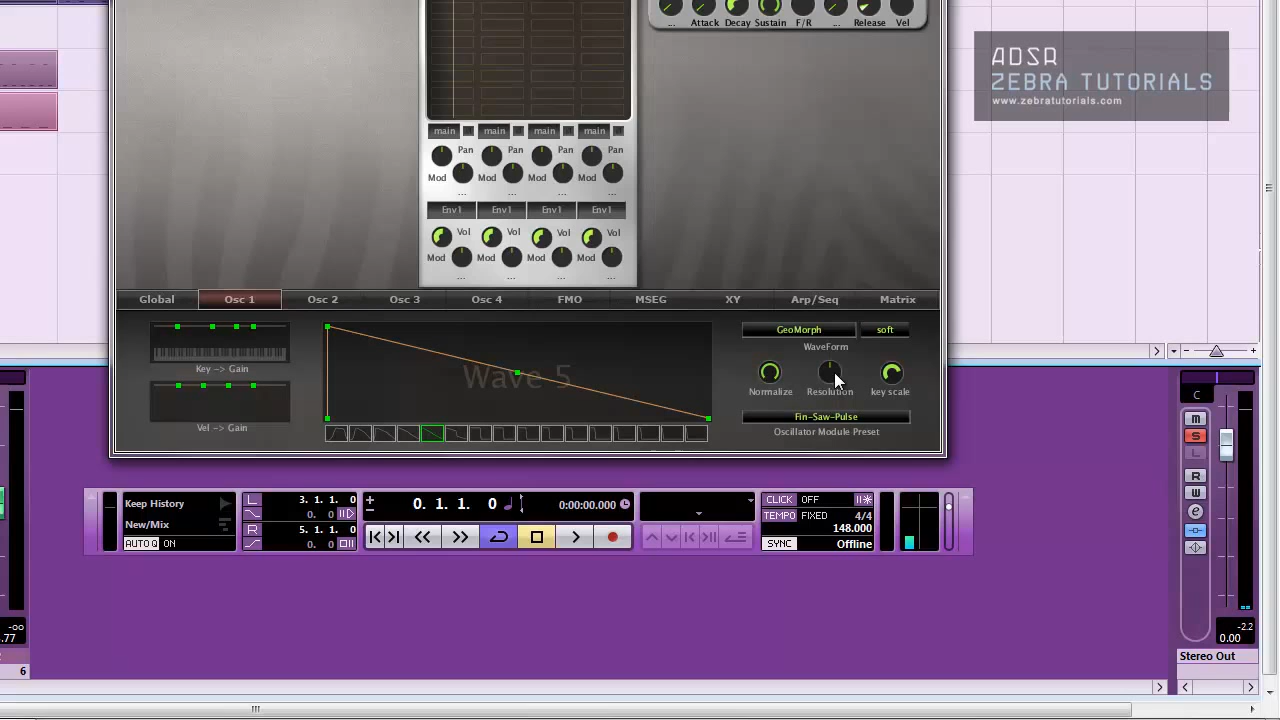 ... Attack Decay Sustain F/R ... Release Vel
ADSR
ZEBRA TUTORIALS
www.zebratutorials.com
main main main main
Pan Pan Pan Pan
Mod Mod Mod Mod
... ... ... ...
Env1 Env1 Env1 Env1
Vol Vol Vol Vol
Mod Mod Mod Mod
... ... ... ...
Global Osc 1 Osc 2 Osc 3 Osc 4 FMO MSEG XY Arp/Seq Matrix
Key -> Gain
Vel -> Gain
Wave 5
GeoMorph soft
WaveForm
Normalize Resolution key scale
Fin-Saw-Pulse
Oscillator Module Preset
Keep History
New/Mix
AUTO Q ON
L 3. 1. 1. 0
0. 0
R 5. 1. 1. 0
0. 0
0. 1. 1. 0 0:00:00.000
CLICK OFF
TEMPO FIXED 4/4
148.000
SYNC Offline
C
m
S
L
R
W
e
-2.2
0.00
Stereo Out
-oo
.77
6